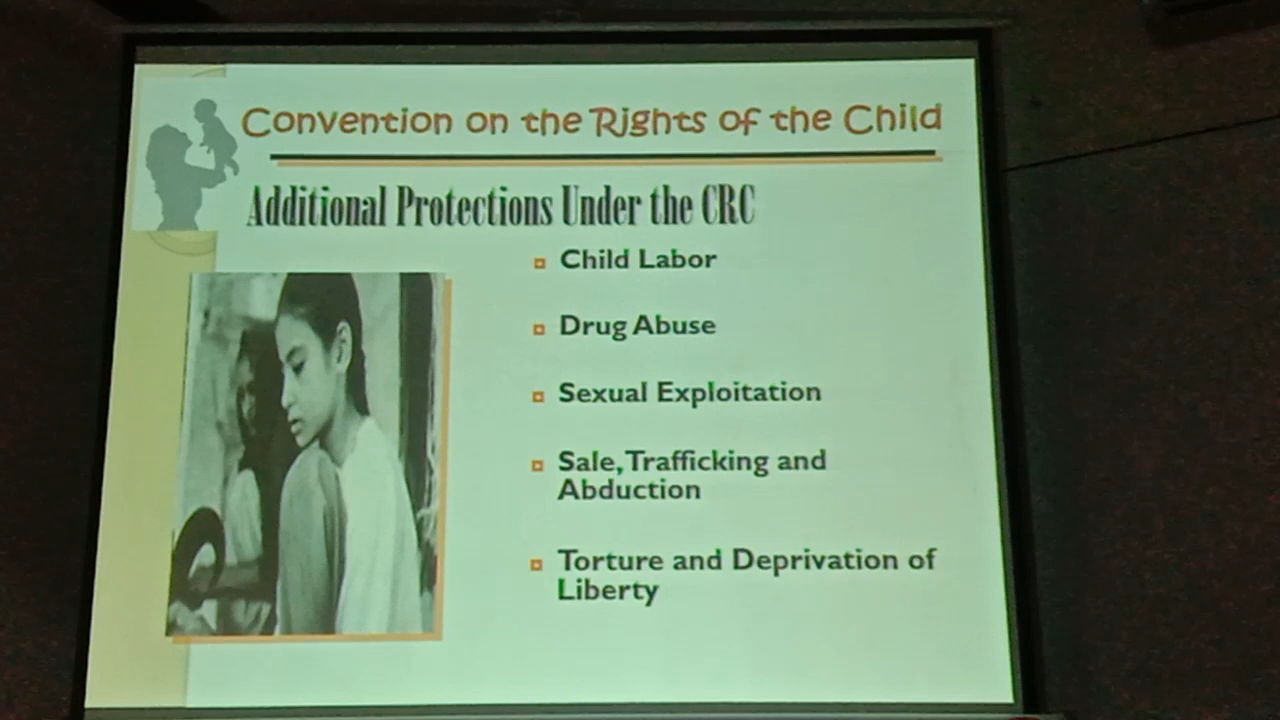 Convention on the Rights of the Child
Additional Protections Under the CRC
Child Labor
Drug Abuse
Sexual Exploitation
Sale, Trafficking and
Abduction
Torture and Deprivation of
Liberty